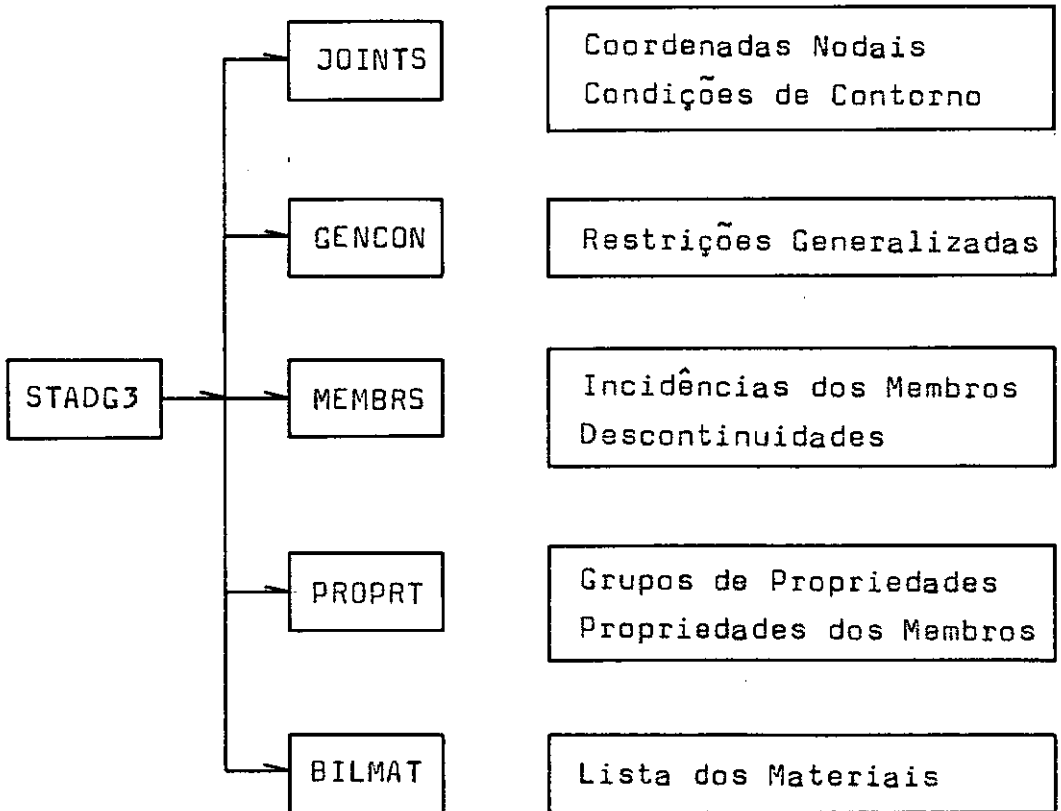 JOINTS
Coordenadas Nodais
Condições de Contorno
GENCON
Restrições Generalizadas
STADG3
MEMBRS
Incidências dos Membros
Descontinuidades
PROPRT
Grupos de Propriedades
Propriedades dos Membros
BILMAT
Lista dos Materiais